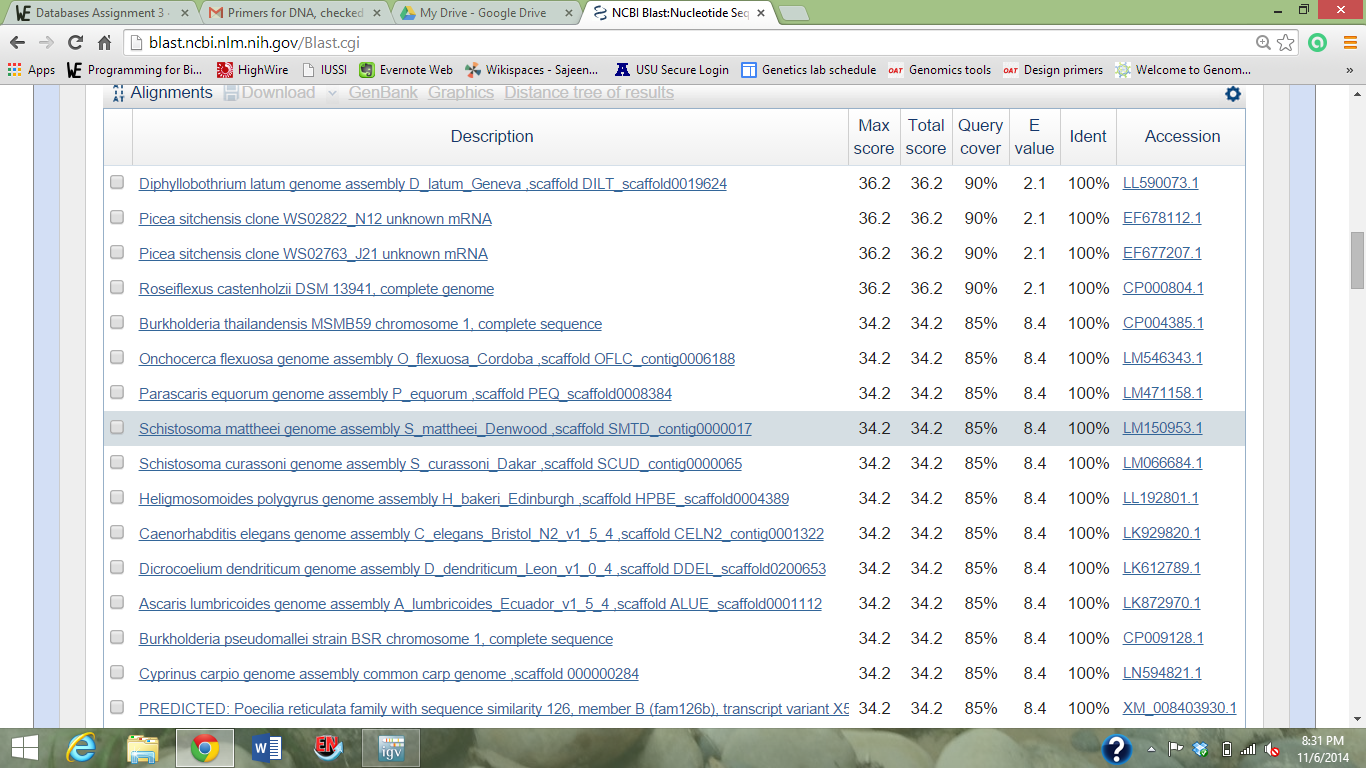 Databases Assignment 3 -
Primers for DNA, checked
My Drive - Google Drive
NCBI Blast:Nucleotide Seq
blast.ncbi.nlm.nih.gov/Blast.cgi
Apps
Programming for Bi...
HighWire
IUSSI
Evernote Web
Wikispaces - Sajeen...
USU Secure Login
Genetics lab schedule
Genomics tools
Design primers
Welcome to Genom...
»
Alignments Download GenBank Graphics Distance tree of results
Description Max score Total score Query cover E value Ident Accession
Diphyllobothrium latum genome assembly D_latum_Geneva ,scaffold DILT_scaffold0019624 36.2 36.2 90% 2.1 100% LL590073.1
Picea sitchensis clone WS02822_N12 unknown mRNA 36.2 36.2 90% 2.1 100% EF678112.1
Picea sitchensis clone WS02763_J21 unknown mRNA 36.2 36.2 90% 2.1 100% EF677207.1
Roseiflexus castenholzii DSM 13941, complete genome 36.2 36.2 90% 2.1 100% CP000804.1
Burkholderia thailandensis MSMB59 chromosome 1, complete sequence 34.2 34.2 85% 8.4 100% CP004385.1
Onchocerca flexuosa genome assembly O_flexuosa_Cordoba ,scaffold OFLC_contig0006188 34.2 34.2 85% 8.4 100% LM546343.1
Parascaris equorum genome assembly P_equorum ,scaffold PEQ_scaffold0008384 34.2 34.2 85% 8.4 100% LM471158.1
Schistosoma mattheei genome assembly S_mattheei_Denwood ,scaffold SMTD_contig0000017 34.2 34.2 85% 8.4 100% LM150953.1
Schistosoma curassoni genome assembly S_curassoni_Dakar ,scaffold SCUD_contig0000065 34.2 34.2 85% 8.4 100% LM066684.1
Heligmosomoides polygyrus genome assembly H_bakeri_Edinburgh ,scaffold HPBE_scaffold0004389 34.2 34.2 85% 8.4 100% LL192801.1
Caenorhabditis elegans genome assembly C_elegans_Bristol_N2_v1_5_4 ,scaffold CELN2_contig0001322 34.2 34.2 85% 8.4 100% LK929820.1
Dicrocoelium dendriticum genome assembly D_dendriticum_Leon_v1_0_4 ,scaffold DDEL_scaffold0200653 34.2 34.2 85% 8.4 100% LK612789.1
Ascaris lumbricoides genome assembly A_lumbricoides_Ecuador_v1_5_4 ,scaffold ALUE_scaffold0001112 34.2 34.2 85% 8.4 100% LK872970.1
Burkholderia pseudomallei strain BSR chromosome 1, complete sequence 34.2 34.2 85% 8.4 100% CP009128.1
Cyprinus carpio genome assembly common carp genome ,scaffold 000000284 34.2 34.2 85% 8.4 100% LN594821.1
PREDICTED: Poecilia reticulata family with sequence similarity 126, member B (fam126b), transcript variant X5 34.2 34.2 85% 8.4 100% XM_008403930.1
EN
igv
8:31 PM
11/6/2014